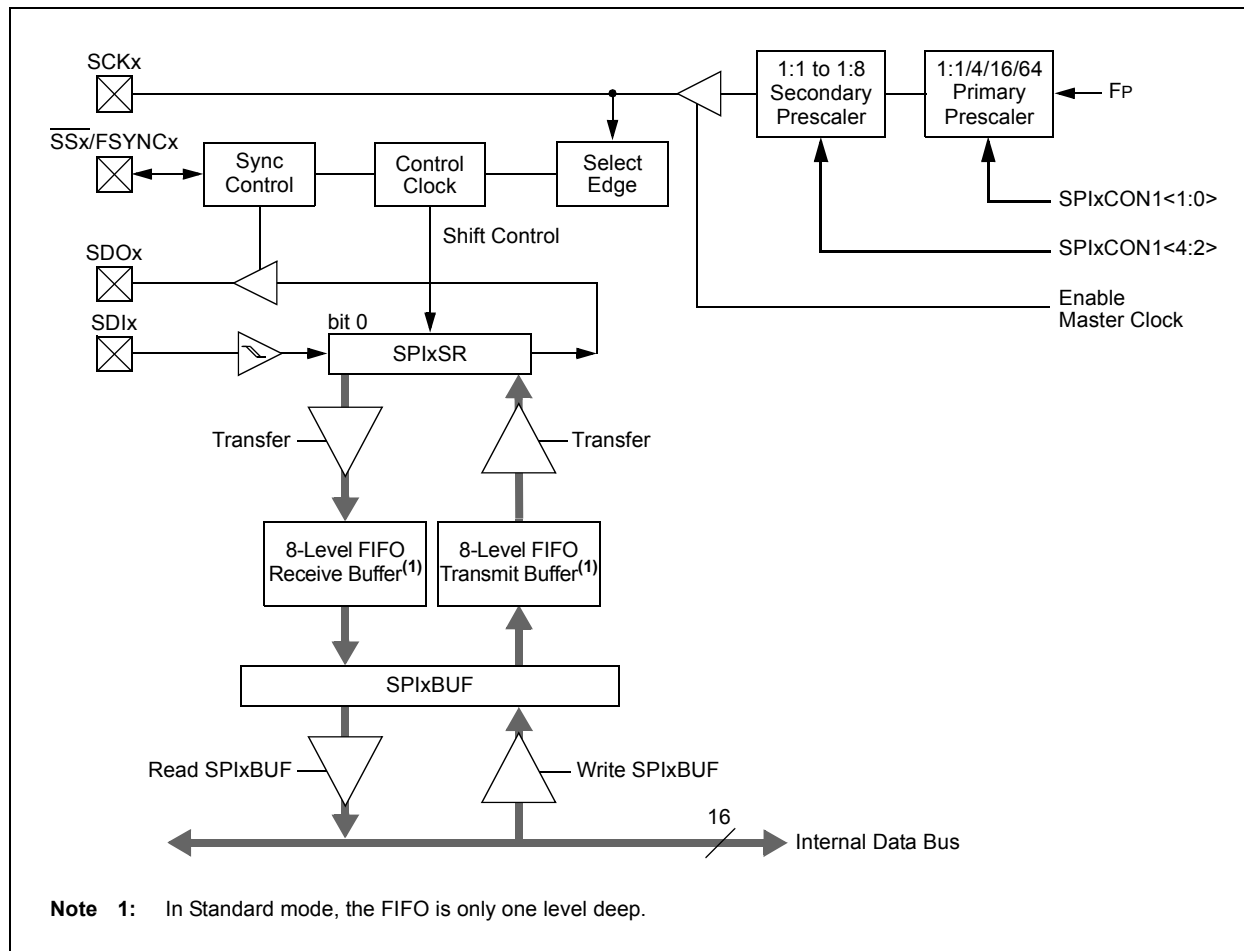 SCKx
1:1 to 1:8
Secondary
Prescaler
1:1/4/16/64
Primary
Prescaler
FP
SSx/FSYNCx
Sync
Control
Control
Clock
Select
Edge
SPIxCON1<1:0>
Shift Control
SPIxCON1<4:2>
SDOx
Enable
Master Clock
SDIx
bit 0
SPIxSR
Transfer
Transfer
8-Level FIFO
Receive Buffer(1)
8-Level FIFO
Transmit Buffer(1)
SPIxBUF
Read SPIxBUF
Write SPIxBUF
16
Internal Data Bus
Note 1: In Standard mode, the FIFO is only one level deep.